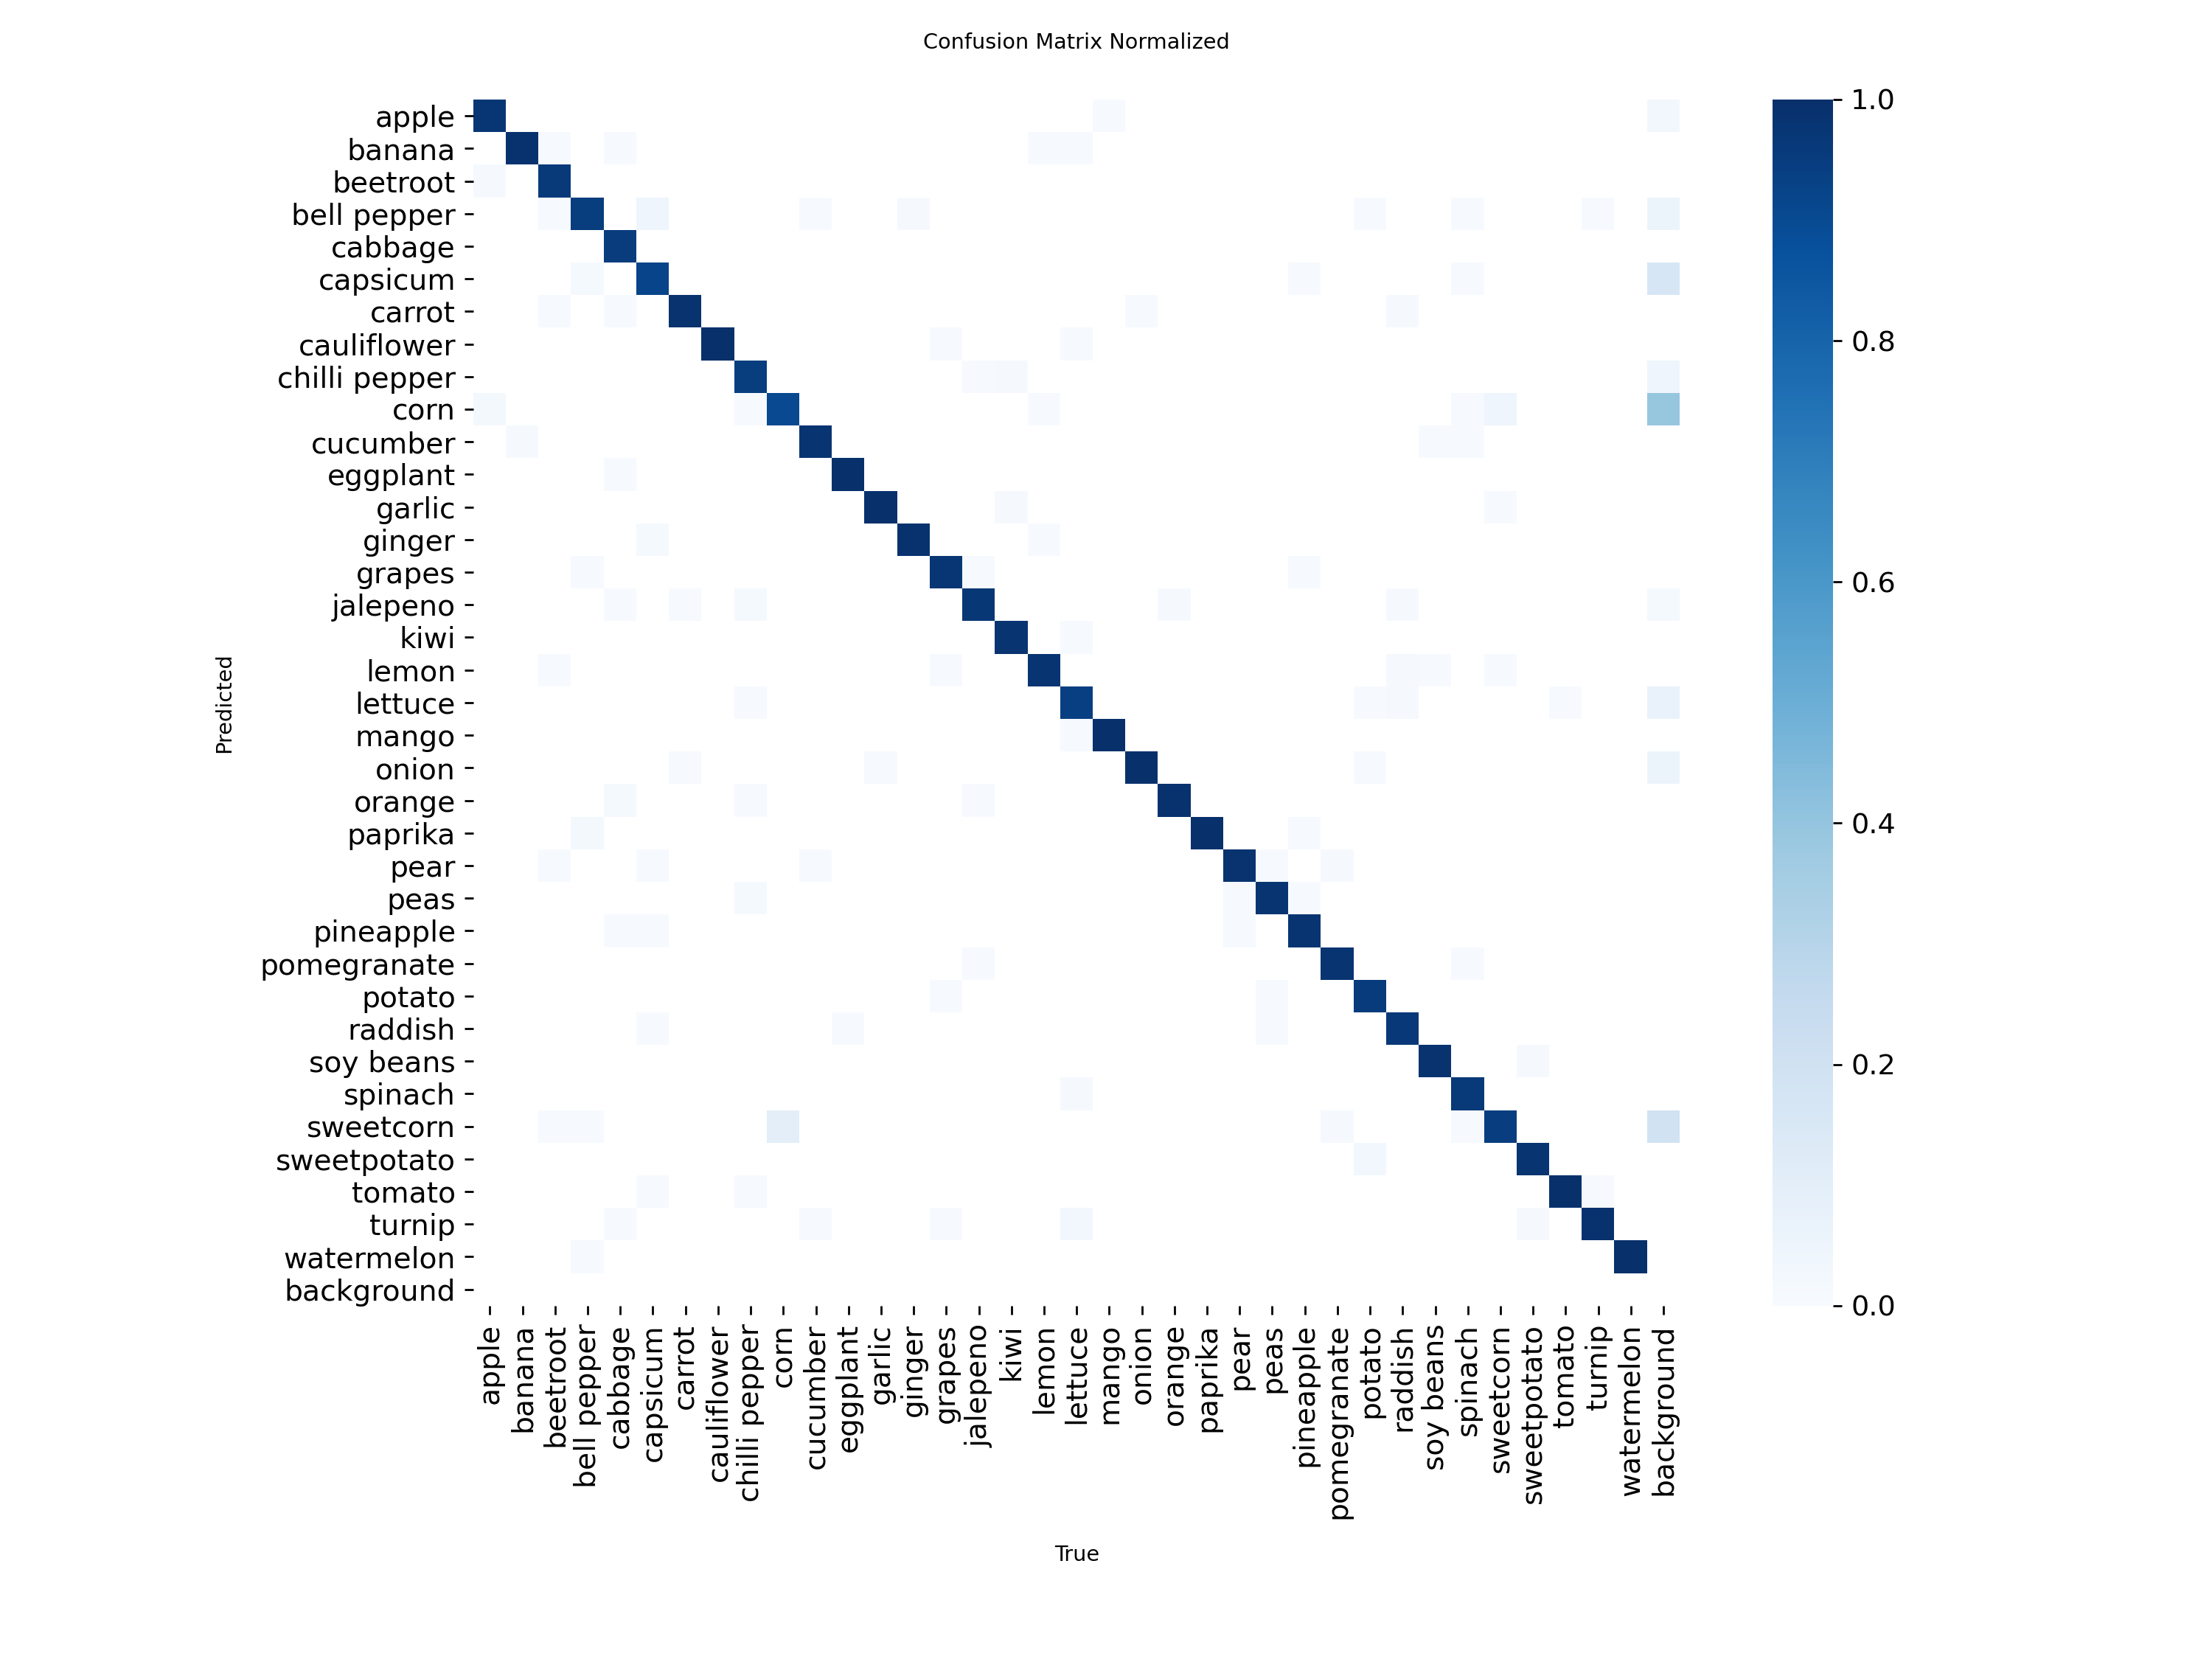 Confusion Matrix Normalized
apple
banana
beetroot
bell pepper
cabbage
capsicum
carrot
cauliflower
chilli pepper
corn
cucumber
eggplant
garlic
ginger
grapes
jalepeno
kiwi
lemon
lettuce
mango
onion
orange
paprika
pear
peas
pineapple
pomegranate
potato
raddish
soy beans
spinach
sweetcorn
sweetpotato
tomato
turnip
watermelon
background
Predicted
apple
banana
beetroot
bell pepper
cabbage
capsicum
carrot
cauliflower
chilli pepper
corn
cucumber
eggplant
garlic
ginger
grapes
jalepeno
kiwi
lemon
lettuce
mango
onion
orange
paprika
pear
peas
pineapple
pomegranate
potato
raddish
soy beans
spinach
sweetcorn
sweetpotato
tomato
turnip
watermelon
background
True
1.0
0.8
0.6
0.4
0.2
0.0